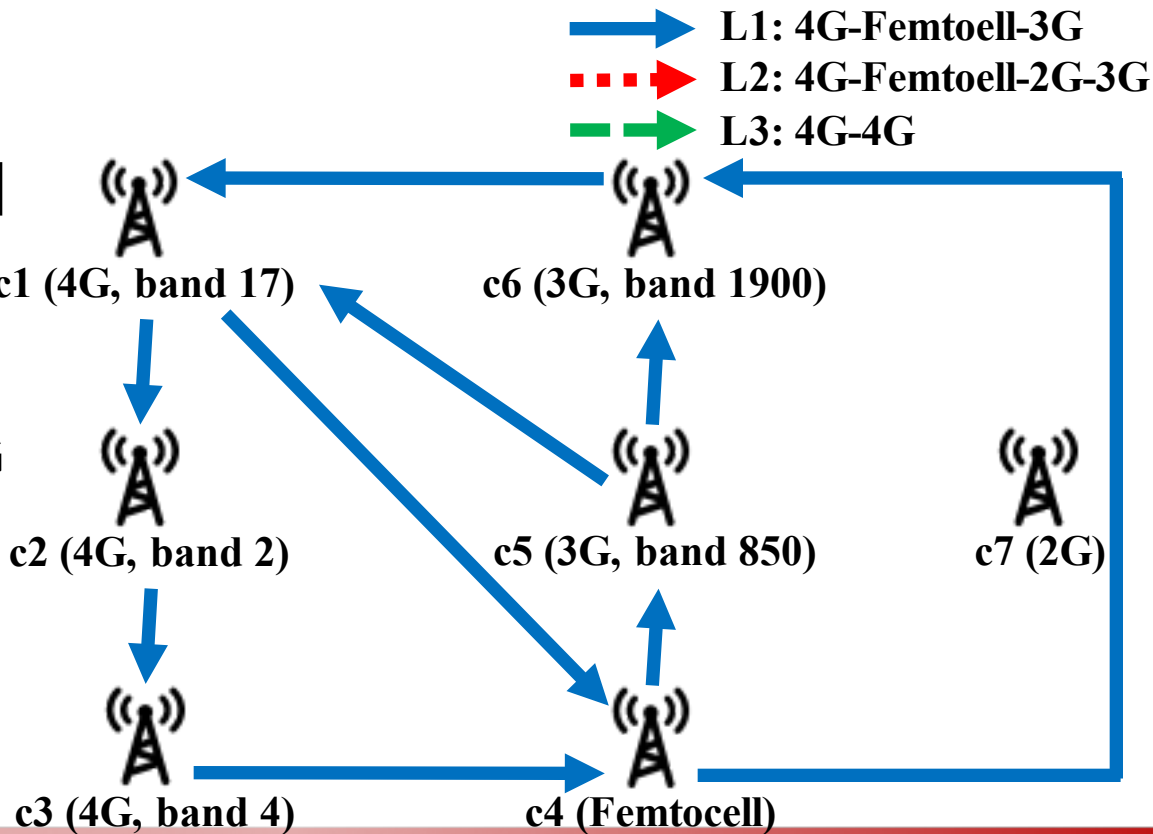 L1: 4G-Femtoell-3G
L2: 4G-Femtoell-2G-3G
L3: 4G-4G
c1 (4G, band 17)
c6 (3G, band 1900)
c2 (4G, band 2)
c5 (3G, band 850)
c7 (2G)
c3 (4G, band 4)
c4 (Femtocell)